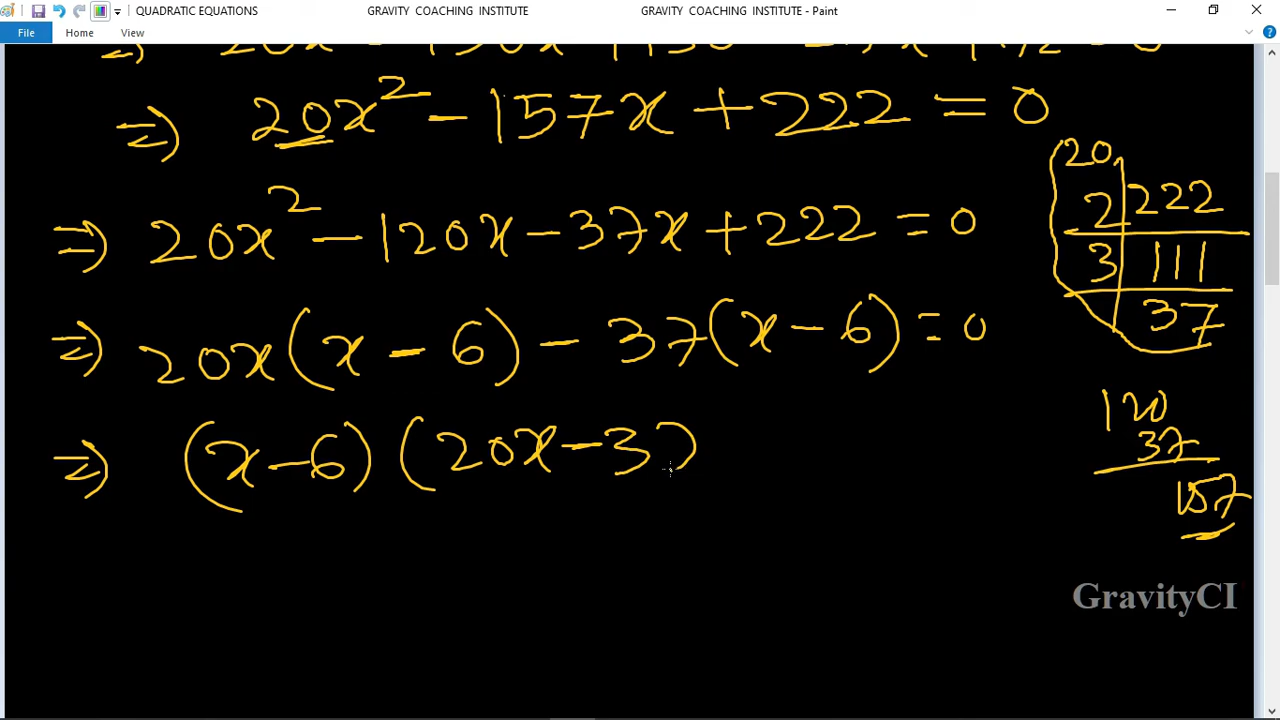 QUADRATIC EQUATIONS GRAVITY COACHING INSTITUTE GRAVITY COACHING INSTITUTE - Paint
File Home View
⇒) 20x² - 157x + 222 = 0
⇒) 20x² - 120x - 37x + 222 = 0
⇒) 20x(x - 6) - 37(x - 6) = 0
⇒) (x - 6) (20x - 37
20
2 222
3 111
37
120
37
157
GravityCI